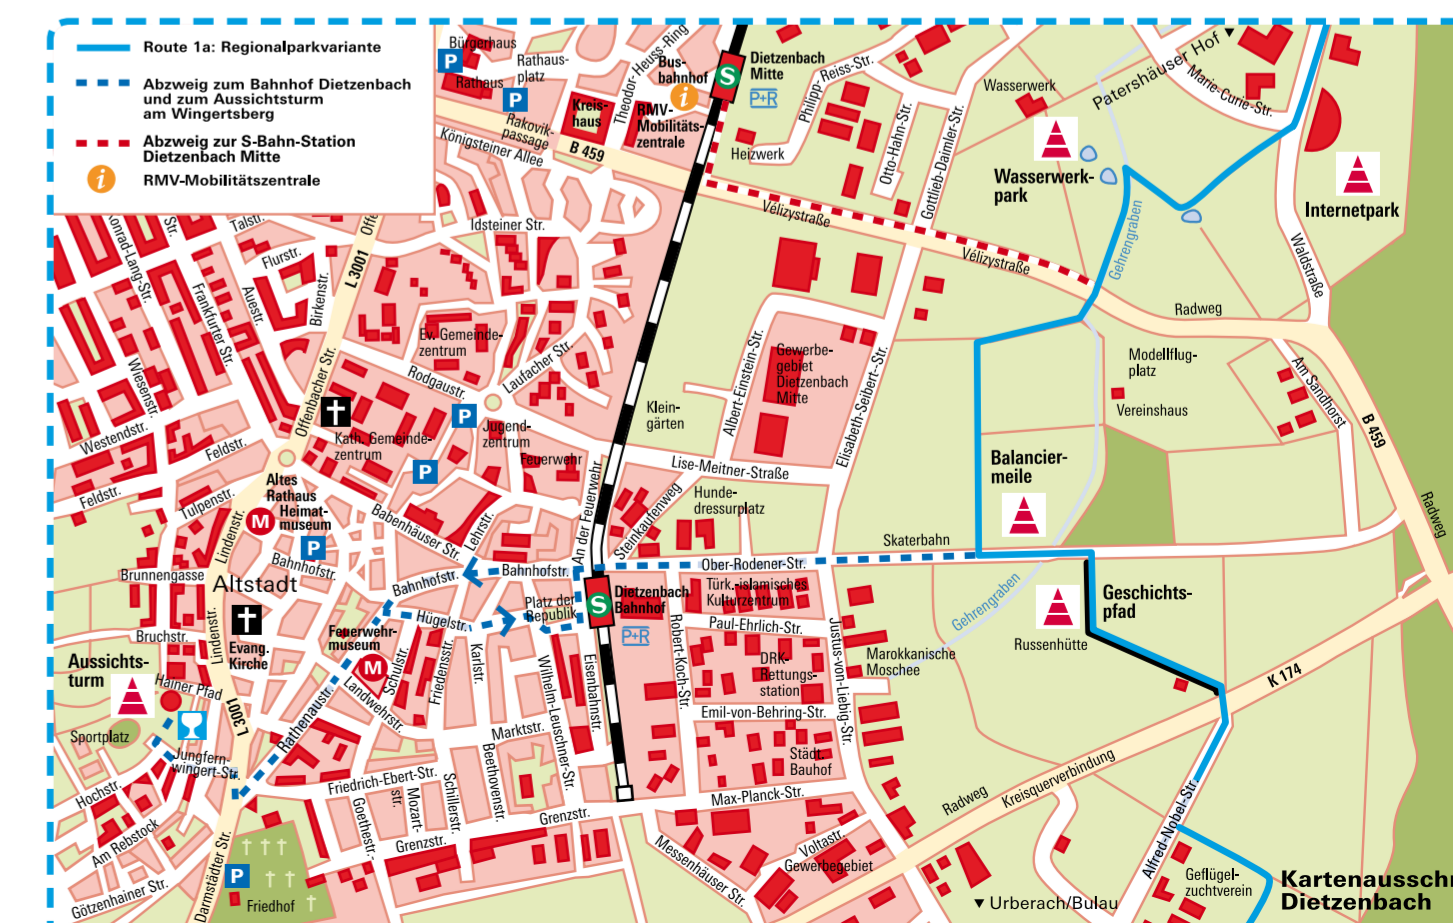 Route 1a: Regionalparkvariante
Abzweig zum Bahnhof Dietzenbach
und zum Aussichtsturm
am Wingertsberg
Abzweig zur S-Bahn-Station
Dietzenbach Mitte
i
RMV-Mobilitätszentrale
Bürgerhaus
P
Rathaus
Rathaus-
platz
P
Theodor-Heuss-Ring
Bus-
bahnhof
i
S
Dietzenbach
Mitte
P+R
Kreis-
haus
RMV-
Mobilitäts-
zentrale
Rakovik-
passage
Königsteiner Allee
B 459
Heizwerk
Philipp-Reiss-Str.
Otto-Hahn-Str.
Gottlieb-Daimler-Str.
Wasserwerk
Patershäuser Hof
Marie-Curie-Str.
Wasserwerk-
park
Internetpark
Gehrengraben
Waldstraße
Vélizystraße
Vélizystraße
Radweg
Idsteiner Str.
Talstr.
Str.
Konrad-Lang-Str.
Flurstr.
Auestr.
Frankfurter Str.
Birkenstr.
L 3001
Offe
Ev. Gemeinde-
zentrum
Laufacher Str.
Rodgaustr.
Offenbacher Str.
Wiesenstr.
Westendstr.
Feldstr.
Feldstr.
Tulpenstr.
Kath. Gemeinde-
zentrum
P
P
Jugend-
zentrum
Feuerwehr
Klein-
gärten
Albert-Einstein-Str.
Gewerbe-
gebiet
Dietzenbach
Mitte
Elisabeth-Seibert-Str.
Modellflug-
platz
Vereinshaus
Am Sandhorst
B 459
Radweg
Balancier-
meile
Lise-Meitner-Straße
Hunde-
dressurplatz
An der Feuerwehr
Steinkaufenweg
Altes
Rathaus
Heimat-
museum
M
Lindenstr.
P
Babenhäuser Str.
Lehrstr.
Bahnhofstr.
Bahnhofstr.
Bahnhofstr.
Brunnengasse
Altstadt
Ober-Rodener-Str.
Skaterbahn
S
Dietzenbach
Bahnhof
P+R
Türk.-islamisches
Kulturzentrum
Platz der
Republik
Hügelstr.
Paul-Ehrlich-Str.
Gehrengraben
Geschichts-
pfad
Russenhütte
Bruchstr.
Lindenstr.
Evang.
Kirche
Feuerwehr-
museum
M
Schulstr.
Friedensstr.
Karlstr.
Landwehrstr.
Wilhelm-Leuschner-Str.
Eisenbahnstr.
Robert-Koch-Str.
DRK-
Rettungs-
station
Justus-von-Liebig-Str.
Marokkanische
Moschee
K 174
Aussichts-
turm
Hainer Pfad
L3001
Rathenaustr.
Sportplatz
Jungfern-
wingert-Str.
Emil-von-Behring-Str.
Städt.
Bauhof
Marktstr.
Beethovenstr.
Friedrich-Ebert-Str.
Hochstr.
Am Rebstock
Götzenhainer Str.
Darmstädter Str.
Goethestr.
Mozart-
str.
Schillerstr.
Grenzstr.
Grenzstr.
Max-Planck-Str.
Messenhäuser Str.
Voltastr.
Gewerbegebiet
Radweg
Kreisquerverbindung
Alfred-Nobel-Str.
P
Friedhof
Urberach/Bulau
Geflügel-
zuchtverein
Kartenausschn
Dietzenbach